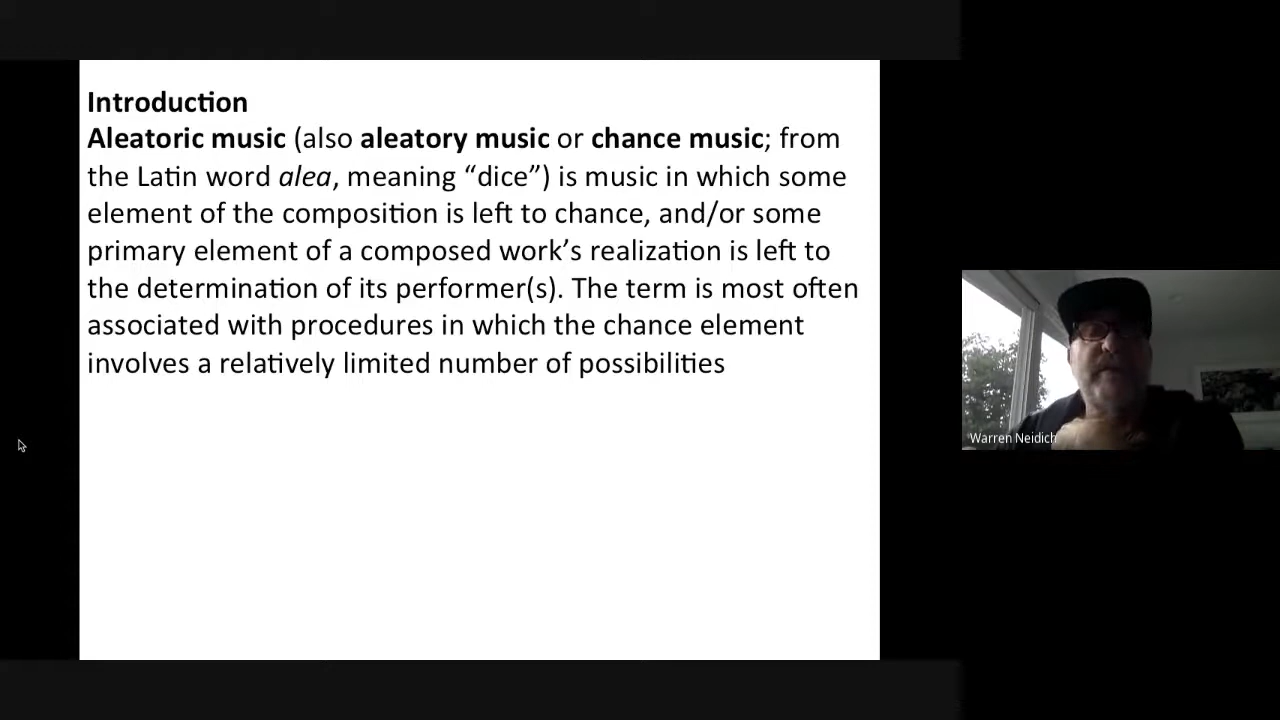 Introduction
Aleatoric music (also aleatory music or chance music; from
the Latin word alea, meaning “dice”) is music in which some
element of the composition is left to chance, and/or some
primary element of a composed work’s realization is left to
the determination of its performer(s). The term is most often
associated with procedures in which the chance element
involves a relatively limited number of possibilities
Warren Neidich